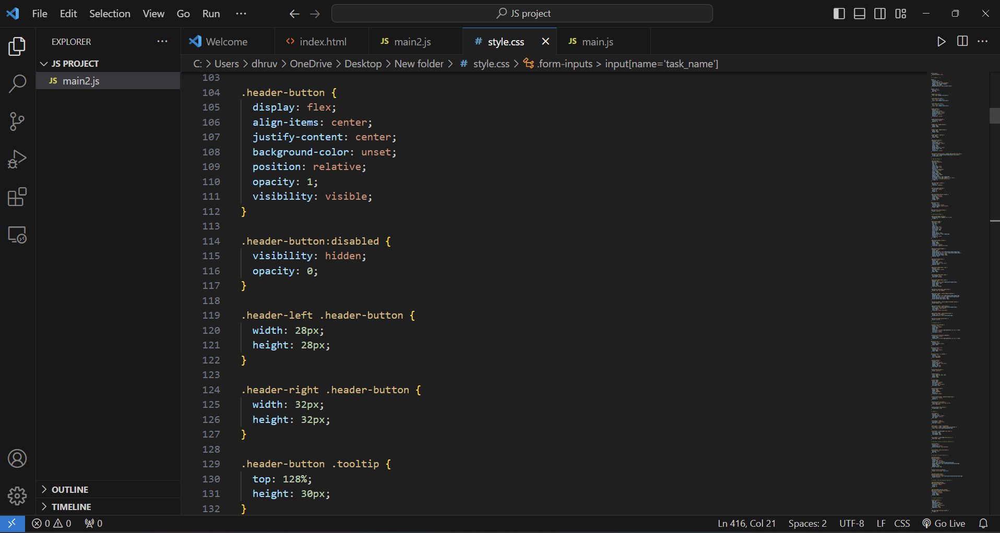 File Edit Selection View Go Run ··· JS project
EXPLORER ···
Welcome index.html JS main2.js # style.css JS main.js ···
JS PROJECT
JS main2.js
C: > Users > dhruv > OneDrive > Desktop > New folder > # style.css > .form-inputs > input[name='task_name']
103
104 .header-button {
105 display: flex;
106 align-items: center;
107 justify-content: center;
108 background-color: unset;
109 position: relative;
110 opacity: 1;
111 visibility: visible;
112 }
113
114 .header-button:disabled {
115 visibility: hidden;
116 opacity: 0;
117 }
118
119 .header-left .header-button {
120 width: 28px;
121 height: 28px;
122 }
123
124 .header-right .header-button {
125 width: 32px;
126 height: 32px;
127 }
128
129 .header-button .tooltip {
130 top: 128%;
131 height: 30px;
132 }
OUTLINE
TIMELINE
0 0 0 Ln 416, Col 21 Spaces: 2 UTF-8 LF CSS Go Live